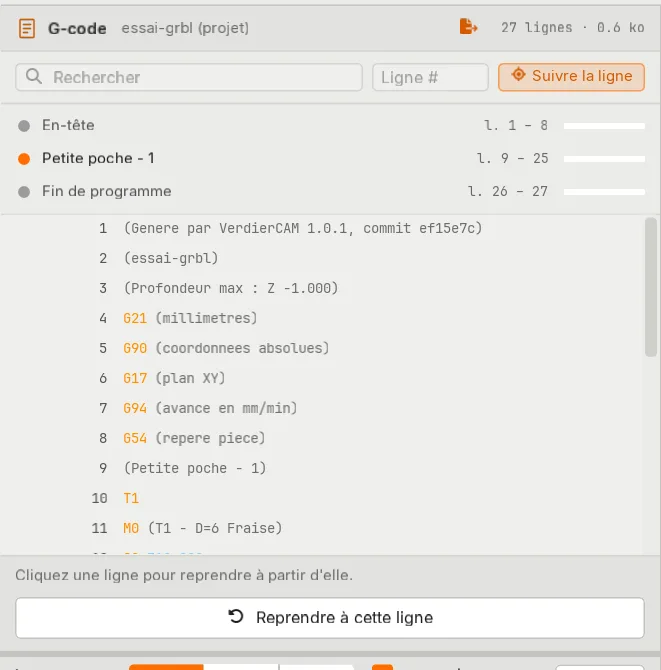 G-code essai-grbl (projet) 27 lignes · 0.6 ko
Rechercher Ligne # Suivre la ligne
En-tête l. 1 – 8
Petite poche - 1 l. 9 – 25
Fin de programme l. 26 – 27
1 (Genere par VerdierCAM 1.0.1, commit ef15e7c)
2 (essai-grbl)
3 (Profondeur max : Z -1.000)
4 G21 (millimetres)
5 G90 (coordonnees absolues)
6 G17 (plan XY)
7 G94 (avance en mm/min)
8 G54 (repere piece)
9 (Petite poche - 1)
10 T1
11 M0 (T1 - D=6 Fraise)
Cliquez une ligne pour reprendre à partir d'elle.
Reprendre à cette ligne